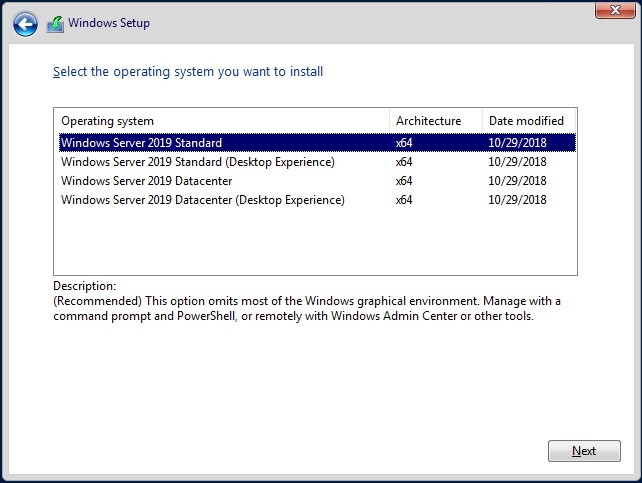 Windows Setup
Select the operating system you want to install
Operating system Architecture Date modified
Windows Server 2019 Standard x64 10/29/2018
Windows Server 2019 Standard (Desktop Experience) x64 10/29/2018
Windows Server 2019 Datacenter x64 10/29/2018
Windows Server 2019 Datacenter (Desktop Experience) x64 10/29/2018
Description:
(Recommended) This option omits most of the Windows graphical environment. Manage with a
command prompt and PowerShell, or remotely with Windows Admin Center or other tools.
Next